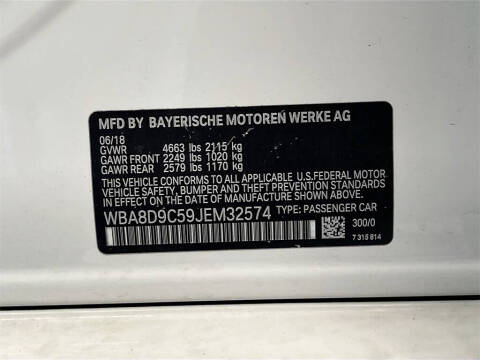 MFD BY BAYERISCHE MOTOREN WERKE AG
06/18
GVWR 4663 lbs 2115 kg
GAWR FRONT 2249 lbs 1020 kg
GAWR REAR 2579 lbs 1170 kg
THIS VEHICLE CONFORMS TO ALL APPLICABLE U.S.FEDERAL MOTOR
VEHICLE SAFETY, BUMPER AND THEFT PREVENTION STANDARDS
IN EFFECT ON THE DATE OF MANUFACTURE SHOWN ABOVE.
WBA8D9C59JEM32574 TYPE: PASSENGER CAR
300/0
7 315 814